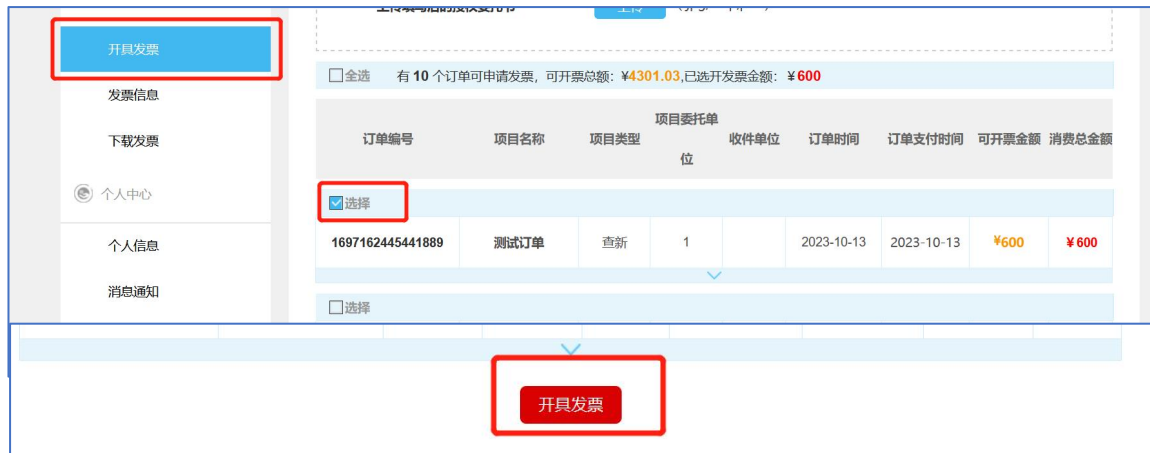 开具发票
发票信息
下载发票
个人中心
个人信息
消息通知
全选 有 10 个订单可申请发票，可开票总额：¥4301.03,已选开发票金额：¥600
订单编号 项目名称 项目类型 项目委托单位 收件单位 订单时间 订单支付时间 可开票金额 消费总金额
选择
1697162445441889 测试订单 查新 1 2023-10-13 2023-10-13 ¥600 ¥600
选择
开具发票